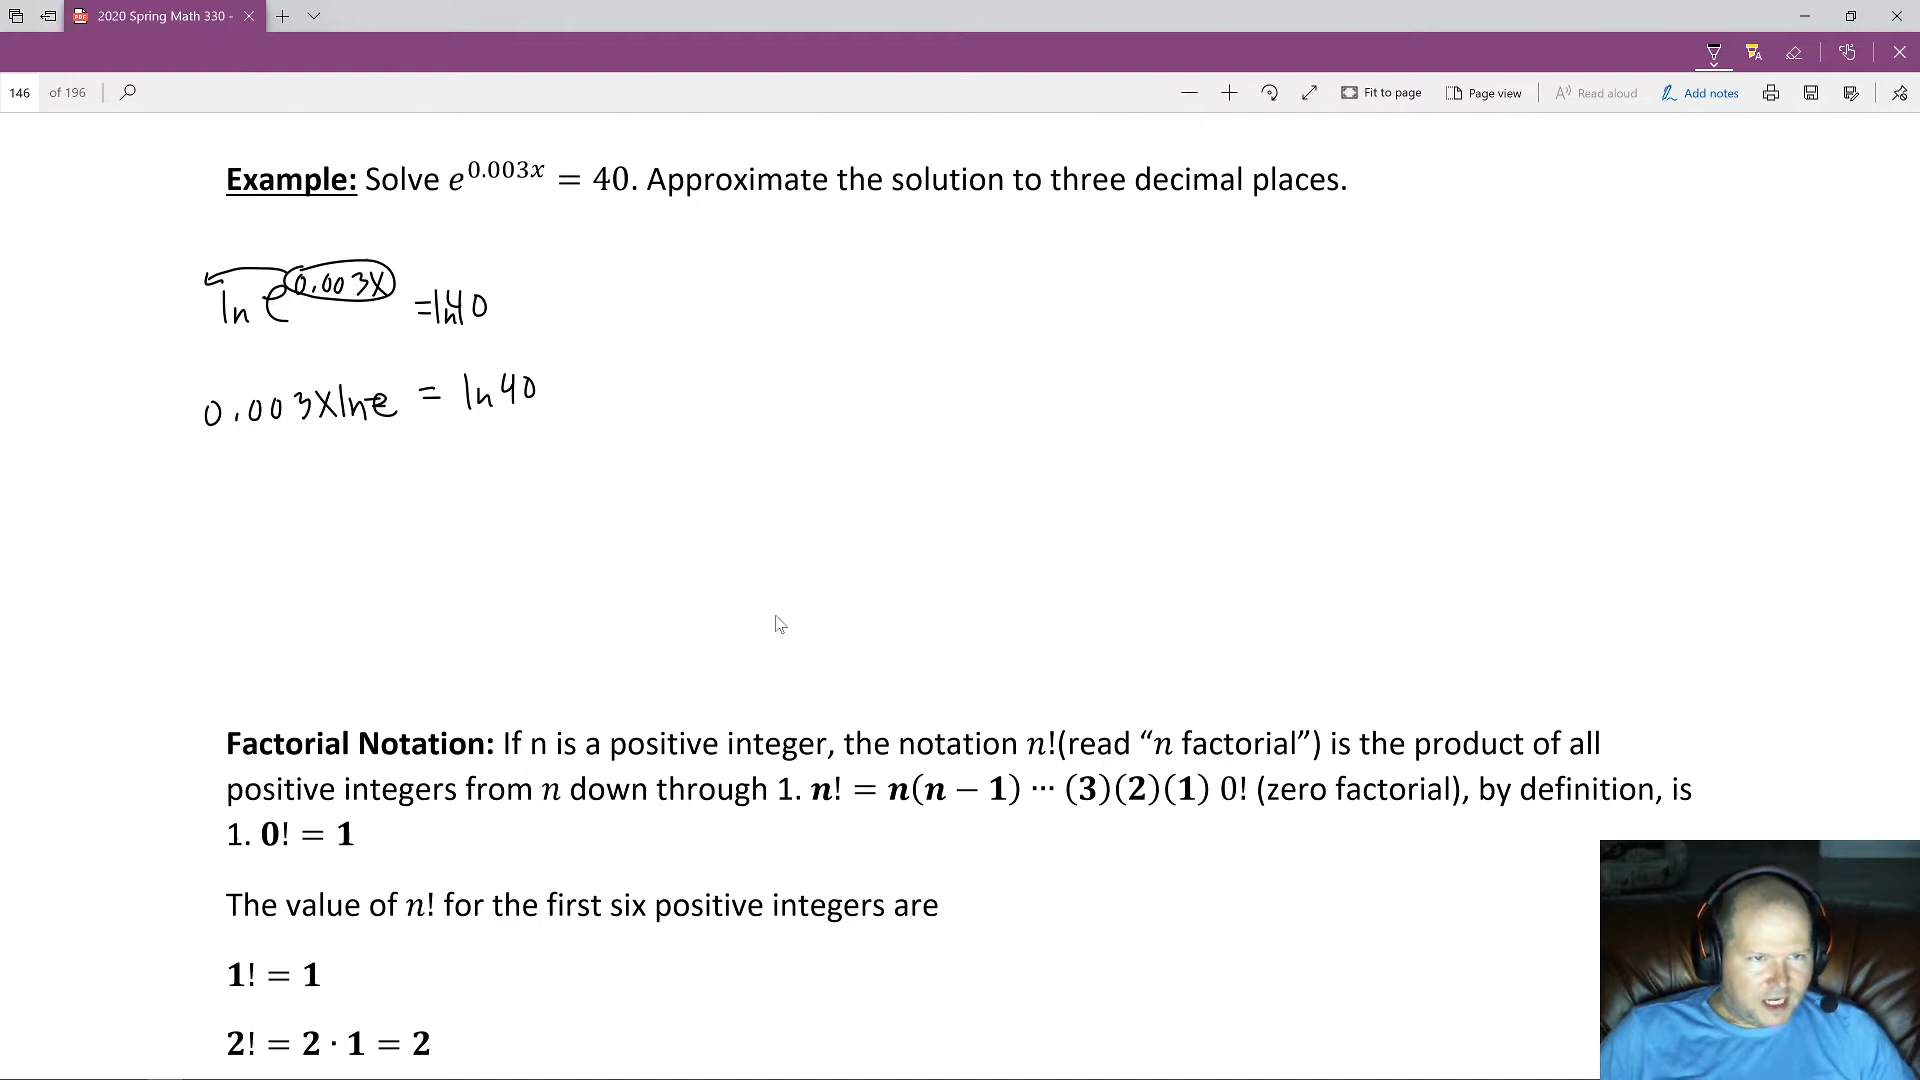 2020 Spring Math 330 -
146 of 196
Fit to page
Page view
Read aloud
Add notes
Example: Solve e^0.003x = 40. Approximate the solution to three decimal places.
ln e^0.003x = ln 40
0.003x ln e = ln 40
Factorial Notation: If n is a positive integer, the notation n!(read “n factorial”) is the product of all
positive integers from n down through 1. n! = n(n − 1) ⋯ (3)(2)(1) 0! (zero factorial), by definition, is
1. 0! = 1
The value of n! for the first six positive integers are
1! = 1
2! = 2 · 1 = 2